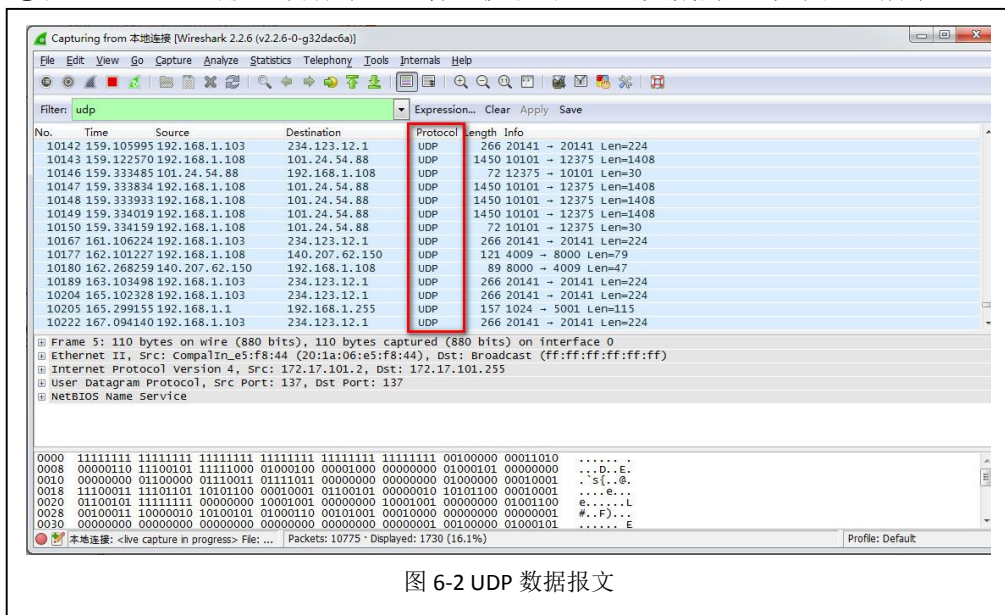 Capturing from 本地连接 [Wireshark 2.2.6 (v2.2.6-0-g32dac6a)]
File Edit View Go Capture Analyze Statistics Telephony Tools Internals Help
Filter: udp Expression... Clear Apply Save
No. Time Source Destination Protocol Length Info
10142 159.105995 192.168.1.103 234.123.12.1 UDP 266 20141 → 20141 Len=224
10143 159.122570 192.168.1.108 101.24.54.88 UDP 1450 10101 → 12375 Len=1408
10146 159.333485 101.24.54.88 192.168.1.108 UDP 72 12375 → 10101 Len=30
10147 159.333834 192.168.1.108 101.24.54.88 UDP 1450 10101 → 12375 Len=1408
10148 159.333933 192.168.1.108 101.24.54.88 UDP 1450 10101 → 12375 Len=1408
10149 159.334019 192.168.1.108 101.24.54.88 UDP 1450 10101 → 12375 Len=1408
10150 159.334159 192.168.1.108 101.24.54.88 UDP 72 10101 → 12375 Len=30
10167 161.106224 192.168.1.103 234.123.12.1 UDP 266 20141 → 20141 Len=224
10177 162.101227 192.168.1.108 140.207.62.150 UDP 121 4009 → 8000 Len=79
10180 162.268259 140.207.62.150 192.168.1.108 UDP 89 8000 → 4009 Len=47
10189 163.103498 192.168.1.103 234.123.12.1 UDP 266 20141 → 20141 Len=224
10204 165.102328 192.168.1.103 234.123.12.1 UDP 266 20141 → 20141 Len=224
10205 165.299155 192.168.1.1 192.168.1.255 UDP 157 1024 → 5001 Len=115
10222 167.094140 192.168.1.103 234.123.12.1 UDP 266 20141 → 20141 Len=224
Frame 5: 110 bytes on wire (880 bits), 110 bytes captured (880 bits) on interface 0
Ethernet II, Src: CompalIn_e5:f8:44 (20:1a:06:e5:f8:44), Dst: Broadcast (ff:ff:ff:ff:ff:ff)
Internet Protocol Version 4, Src: 172.17.101.2, Dst: 172.17.101.255
User Datagram Protocol, Src Port: 137, Dst Port: 137
NetBIOS Name Service
0000 11111111 11111111 11111111 11111111 11111111 11111111 00100000 00011010 ...... .
0008 00000110 11100101 11111000 01000100 00001000 00000000 01000101 00000000 ...D..E.
0010 00000000 01100000 01110011 01111011 00000000 00000000 01000000 00010001 .`s{..@.
0018 11100011 11101101 10101100 00010001 01100101 00000010 10101100 00010001 ....e...
0020 01100101 11111111 00000000 10001001 00000000 10001001 00000000 01001100 e......L
0028 00100011 10000010 10100101 01000110 00101001 00010000 00000000 00000001 #..F)...
0030 00000000 00000000 00000000 00000000 00000000 00000001 00100000 01000101 ...... E
本地连接: <live capture in progress> File: ... Packets: 10775 · Displayed: 1730 (16.1%) Profile: Default
图 6-2 UDP 数据报文